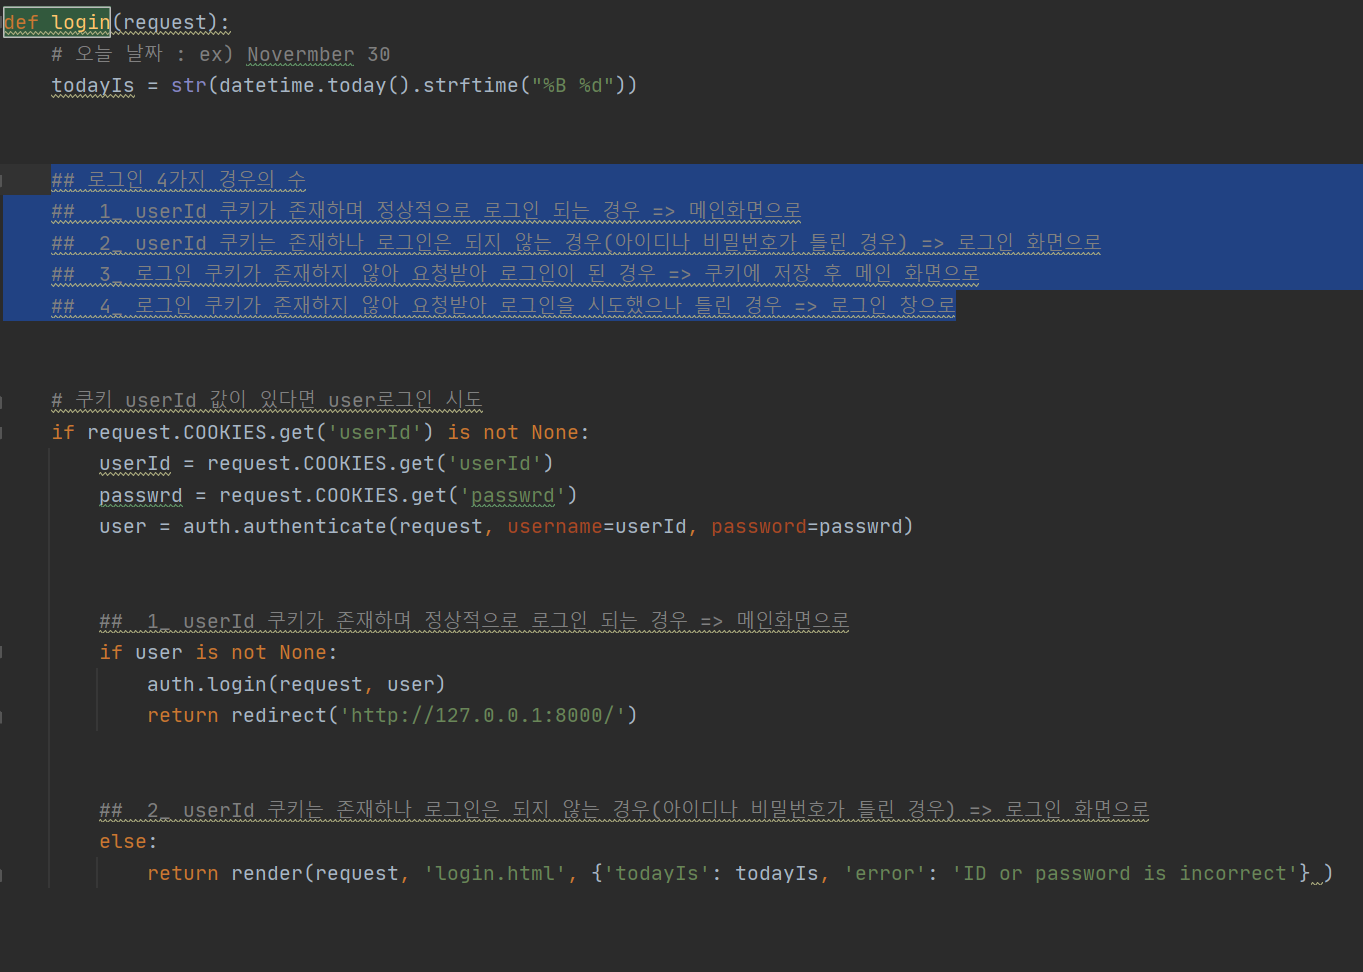 def login(request):
# 오늘 날짜 : ex) Novermber 30
todayIs = str(datetime.today().strftime("%B %d"))
## 로그인 4가지 경우의 수
##  1_ userId 쿠키가 존재하며 정상적으로 로그인 되는 경우 => 메인화면으로
##  2_ userId 쿠키는 존재하나 로그인은 되지 않는 경우(아이디나 비밀번호가 틀린 경우) => 로그인 화면으로
##  3_ 로그인 쿠키가 존재하지 않아 요청받아 로그인이 된 경우 => 쿠키에 저장 후 메인 화면으로
##  4_ 로그인 쿠키가 존재하지 않아 요청받아 로그인을 시도했으나 틀린 경우 => 로그인 창으로
# 쿠키 userId 값이 있다면 user로그인 시도
if request.COOKIES.get('userId') is not None:
userId = request.COOKIES.get('userId')
passwrd = request.COOKIES.get('passwrd')
user = auth.authenticate(request, username=userId, password=passwrd)
##  1_ userId 쿠키가 존재하며 정상적으로 로그인 되는 경우 => 메인화면으로
if user is not None:
auth.login(request, user)
return redirect('http://127.0.0.1:8000/')
##  2_ userId 쿠키는 존재하나 로그인은 되지 않는 경우(아이디나 비밀번호가 틀린 경우) => 로그인 화면으로
else:
return render(request, 'login.html', {'todayIs': todayIs, 'error': 'ID or password is incorrect'} )